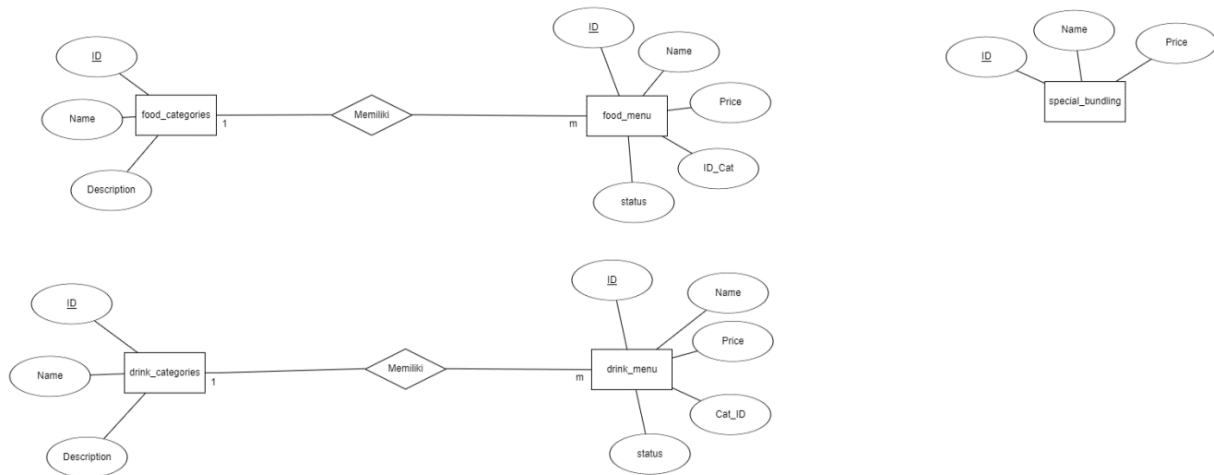 ID
Name
Description
food_categories
1
Memiliki
m
food_menu
ID
Name
Price
ID_Cat
status
ID
Name
Price
special_bundling
ID
Name
Description
drink_categories
1
Memiliki
m
drink_menu
ID
Name
Price
Cat_ID
status